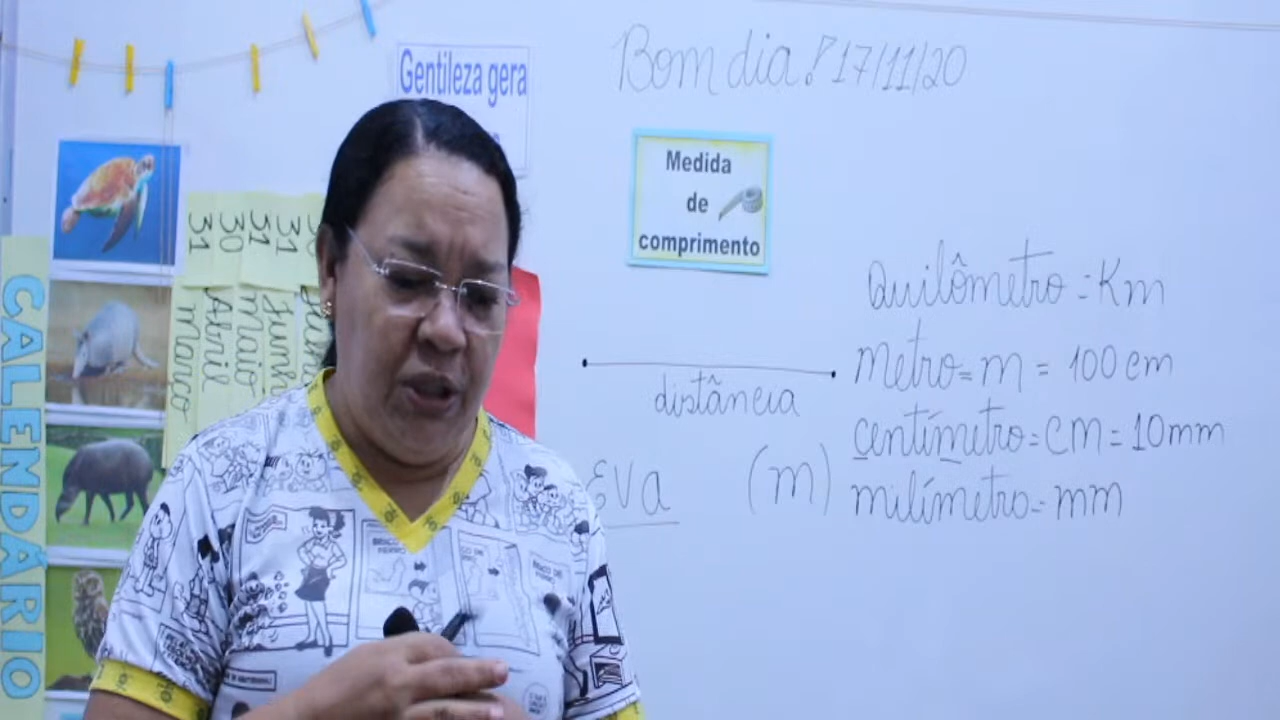 Bom dia! 17/11/20
Gentileza gera
Medida
de
comprimento
Quilômetro = Km
metro = m = 100 cm
centímetro = cm = 10mm
milímetro = mm
distância
Eva
(m)
CALENDÁRIO
31
30
31
31
Março
Abril
Maio
Junh